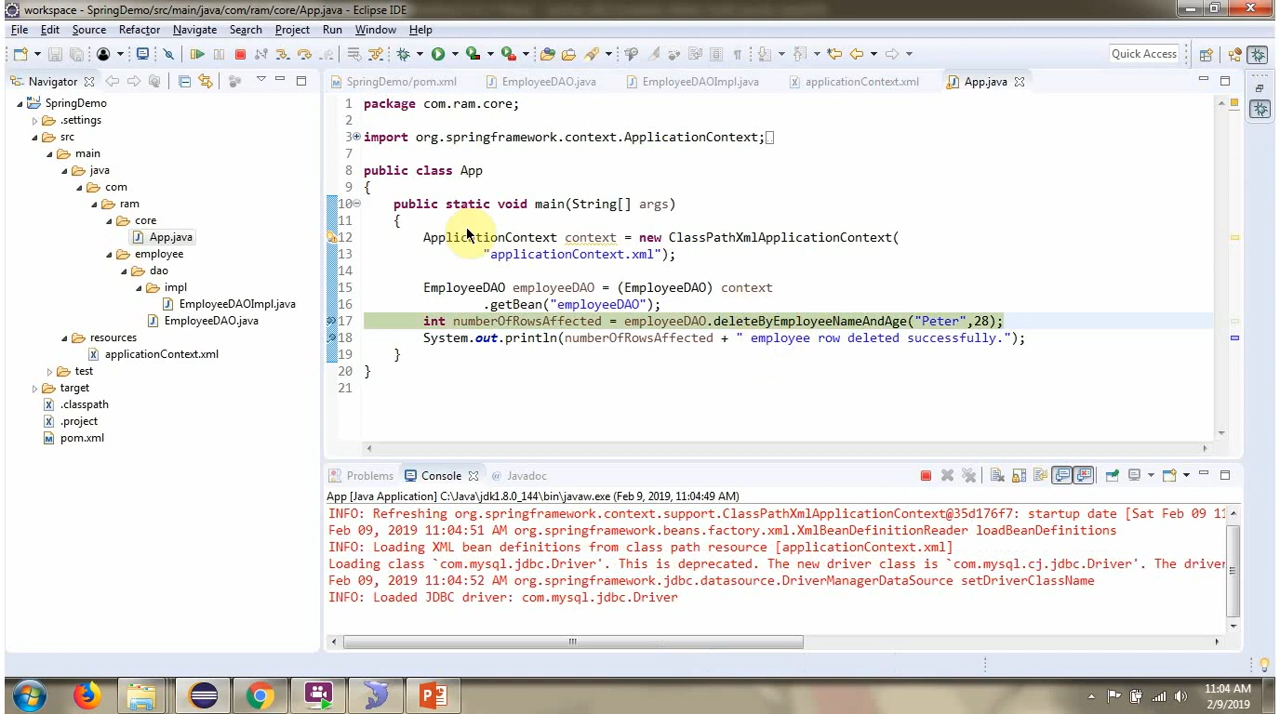 workspace - SpringDemo/src/main/java/com/ram/core/App.java - Eclipse IDE
File Edit Source Refactor Navigate Search Project Run Window Help
Quick Access
Navigator
SpringDemo/pom.xml EmployeeDAO.java EmployeeDAOImpl.java applicationContext.xml App.java
SpringDemo
.settings
src
main
java
com
ram
core
App.java
employee
dao
impl
EmployeeDAOImpl.java
EmployeeDAO.java
resources
applicationContext.xml
test
target
.classpath
.project
pom.xml
1 package com.ram.core;
2
3 import org.springframework.context.ApplicationContext;
7
8 public class App
9 {
10 public static void main(String[] args)
11 {
12 ApplicationContext context = new ClassPathXmlApplicationContext(
13 "applicationContext.xml");
14
15 EmployeeDAO employeeDAO = (EmployeeDAO) context
16 .getBean("employeeDAO");
17 int numberOfRowsAffected = employeeDAO.deleteByEmployeeNameAndAge("Peter",28);
18 System.out.println(numberOfRowsAffected + " employee row deleted successfully.");
19 }
20 }
21
Problems Console Javadoc
App [Java Application] C:\Java\jdk1.8.0_144\bin\javaw.exe (Feb 9, 2019, 11:04:49 AM)
INFO: Refreshing org.springframework.context.support.ClassPathXmlApplicationContext@35d176f7: startup date [Sat Feb 09 11
Feb 09, 2019 11:04:51 AM org.springframework.beans.factory.xml.XmlBeanDefinitionReader loadBeanDefinitions
INFO: Loading XML bean definitions from class path resource [applicationContext.xml]
Loading class `com.mysql.jdbc.Driver'. This is deprecated. The new driver class is `com.mysql.cj.jdbc.Driver'. The driver
Feb 09, 2019 11:04:52 AM org.springframework.jdbc.datasource.DriverManagerDataSource setDriverClassName
INFO: Loaded JDBC driver: com.mysql.jdbc.Driver
11:04 AM
2/9/2019